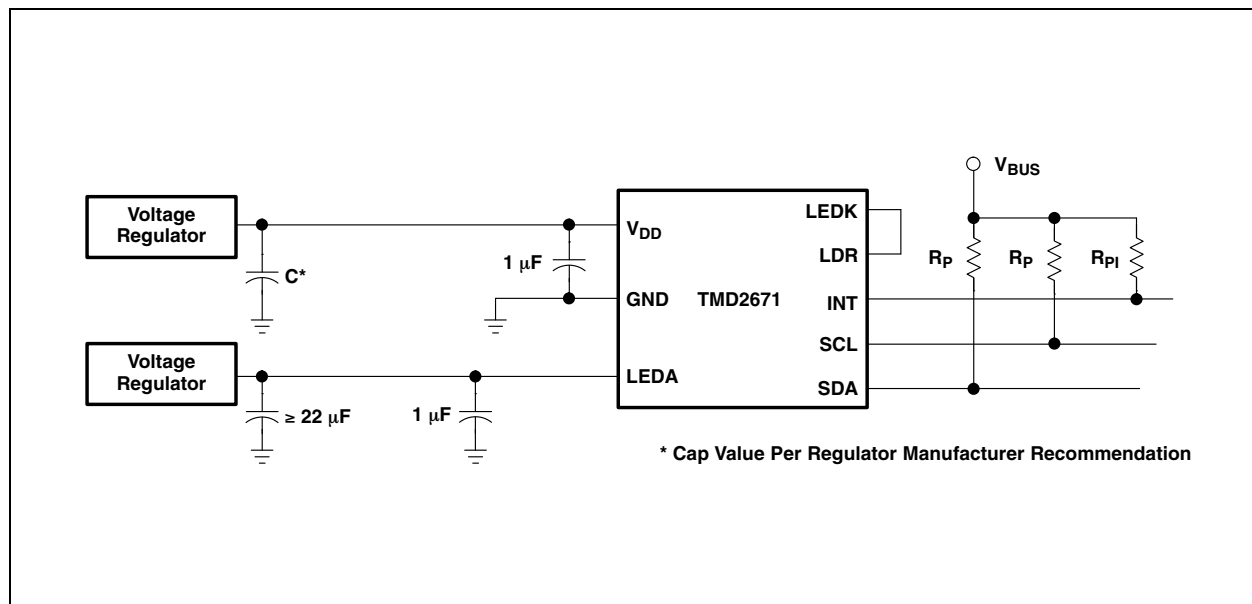 Voltage
Regulator
C*
1 μF
Voltage
Regulator
≥ 22 μF
1 μF
V_DD
GND
LEDA
TMD2671
LEDK
LDR
INT
SCL
SDA
V_BUS
R_P
R_P
R_PI
* Cap Value Per Regulator Manufacturer Recommendation